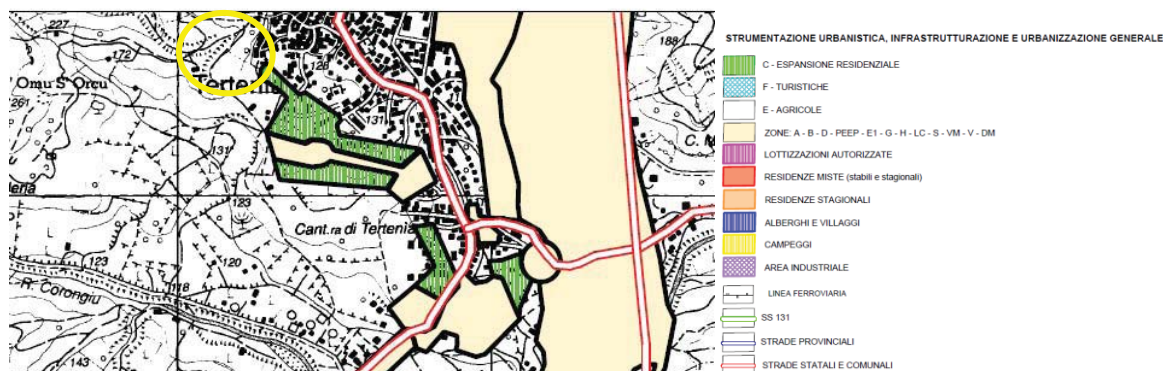 227
172
Omu S'Orcu
261
Tertenia
126
131
131
188
C. M
123
Cant.ra di Tertenia
123
120
118
R. Corongiu
143
STRUMENTAZIONE URBANISTICA, INFRASTRUTTURAZIONE E URBANIZZAZIONE GENERALE
C - ESPANSIONE RESIDENZIALE
F - TURISTICHE
E - AGRICOLE
ZONE: A - B - D - PEEP - E1 - G - H - LC - S - VM - V - DM
LOTTIZZAZIONI AUTORIZZATE
RESIDENZE MISTE (stabili e stagionali)
RESIDENZE STAGIONALI
ALBERGHI E VILLAGGI
CAMPEGGI
AREA INDUSTRIALE
LINEA FERROVIARIA
SS 131
STRADE PROVINCIALI
STRADE STATALI E COMUNALI